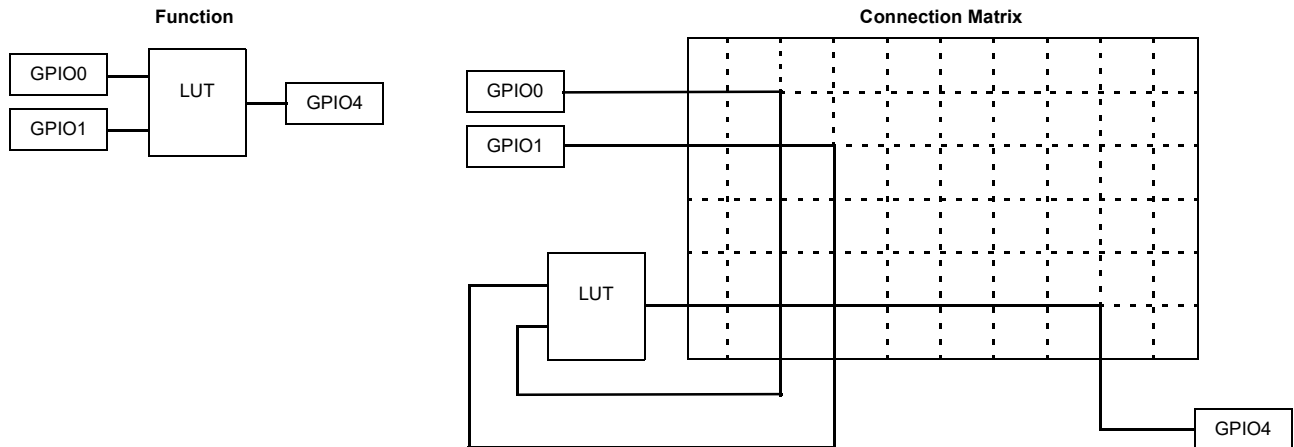 Function
GPIO0
GPIO1
LUT
GPIO4
Connection Matrix
GPIO0
GPIO1
LUT
GPIO4